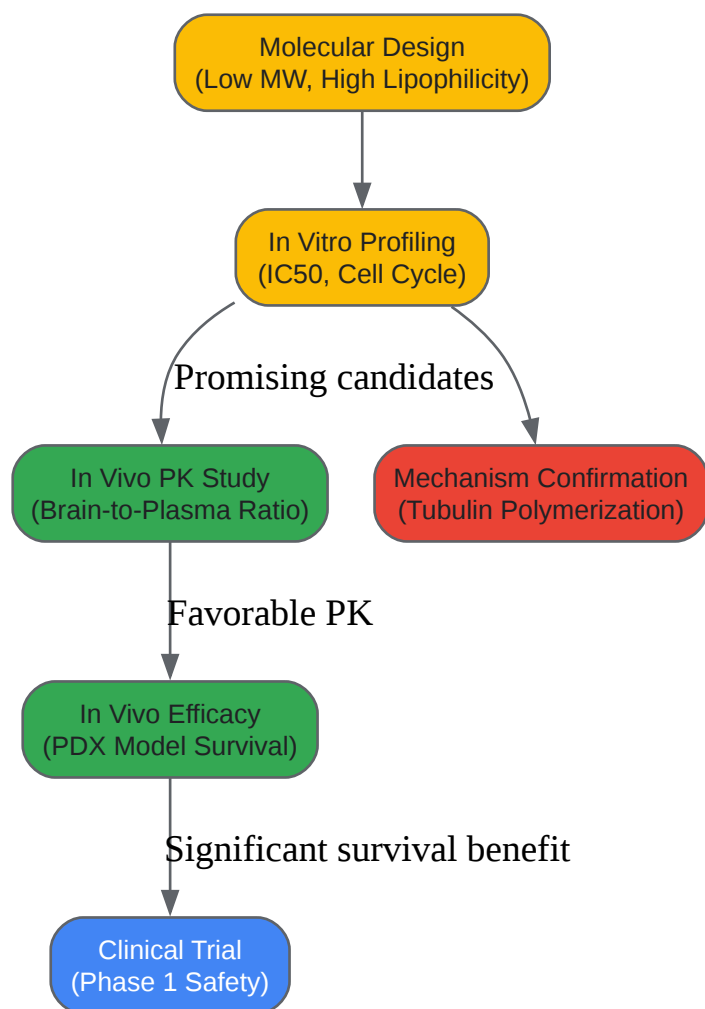 Molecular Design
(Low MW, High Lipophilicity)
In Vitro Profiling
(IC50, Cell Cycle)
Promising candidates
In Vivo PK Study
(Brain-to-Plasma Ratio)
Mechanism Confirmation
(Tubulin Polymerization)
Favorable PK
In Vivo Efficacy
(PDX Model Survival)
Significant survival benefit
Clinical Trial
(Phase 1 Safety)